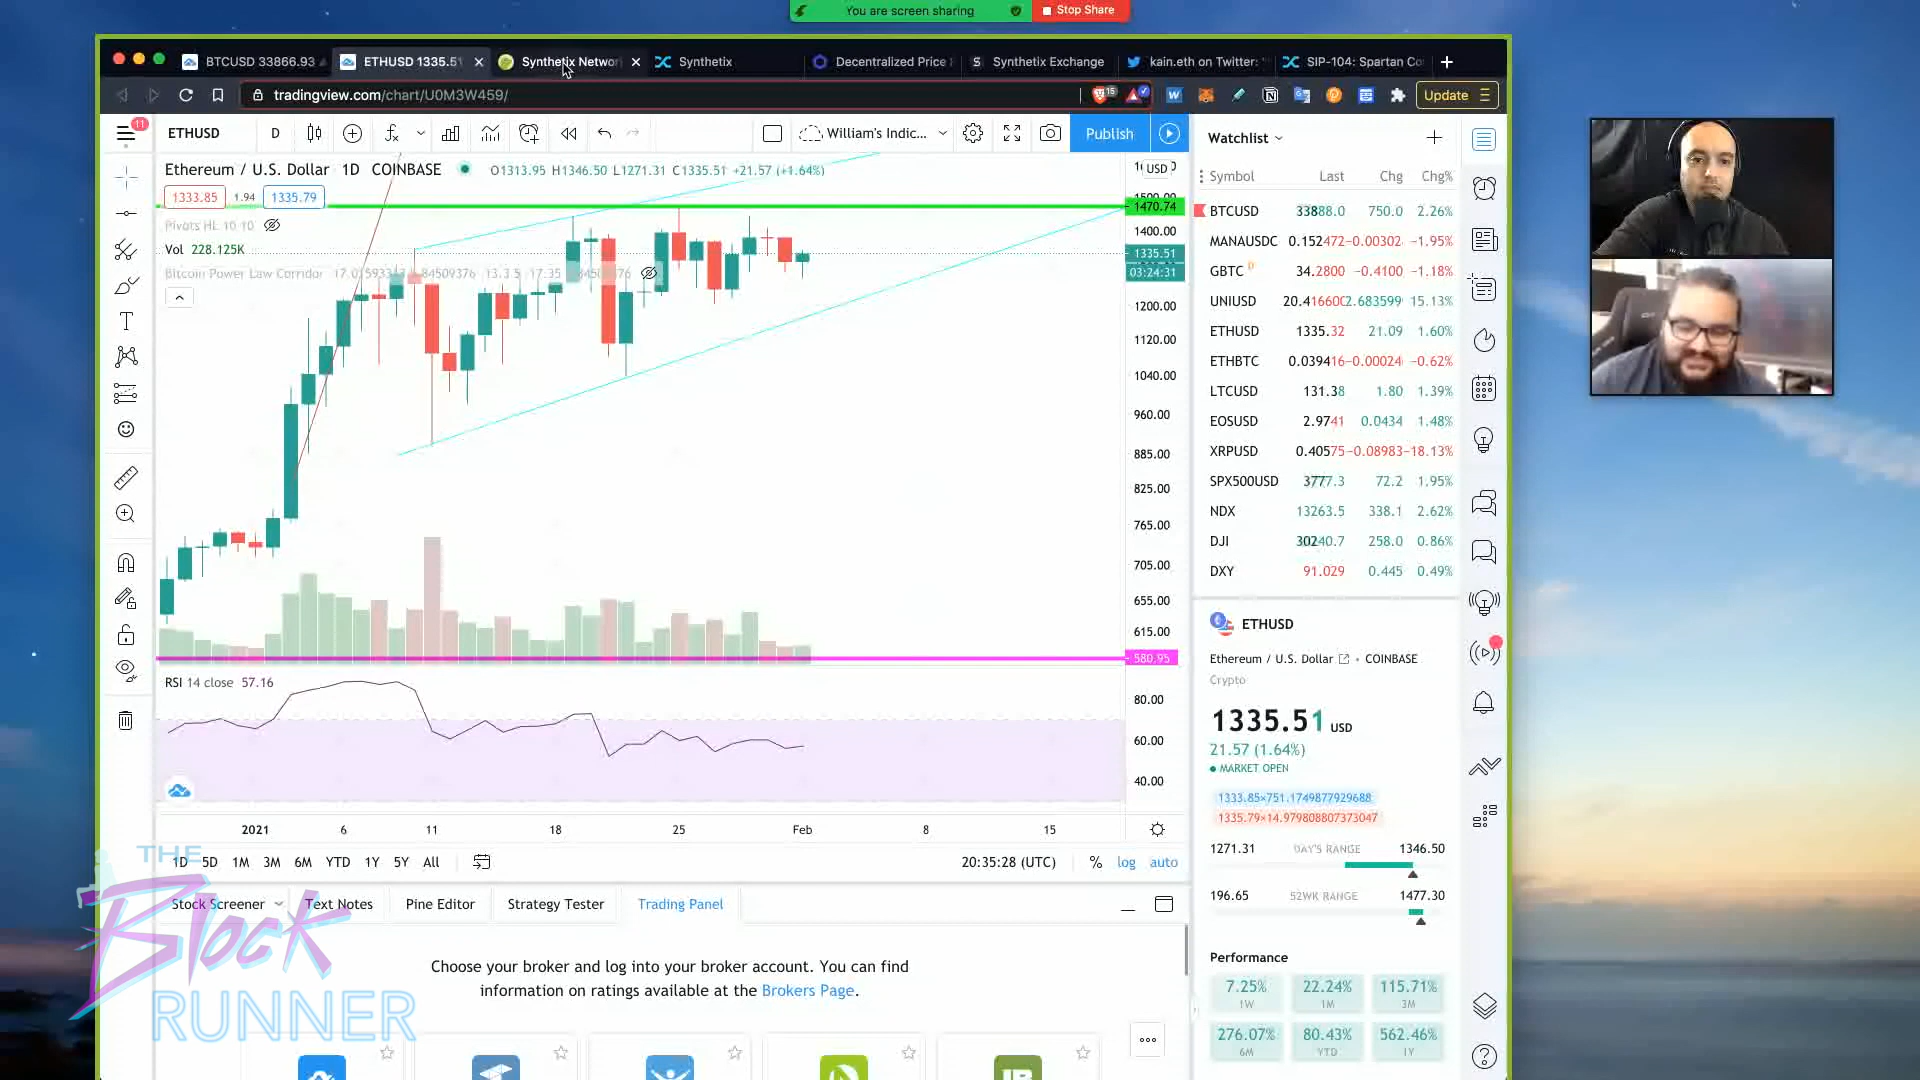 You are screen sharing
Stop Share
BTCUSD 33866.93
ETHUSD 1335.51
Synthetix Networ
Synthetix
Decentralized Price
Synthetix Exchange
kain.eth on Twitter:
SIP-104: Spartan Co
tradingview.com/chart/U0M3W459/
15
Update
11
ETHUSD
D
William's Indic...
Publish
Ethereum / U.S. Dollar 1D COINBASE
O1313.95 H1346.50 L1271.31 C1335.51 +21.57 (+1.64%)
1333.85
1.94
1335.79
Pivots HL 10 10
Vol 228.125K
Bitcoin Power Law Corridor
USD
1470.74
1400.00
1335.51
03:24:31
1200.00
1120.00
1040.00
960.00
885.00
825.00
765.00
705.00
655.00
615.00
580.95
RSI 14 close 57.16
80.00
60.00
40.00
2021
6
11
18
25
Feb
8
15
1D 5D 1M 3M 6M YTD 1Y 5Y All
20:35:28 (UTC)
% log auto
Stock Screener
Text Notes
Pine Editor
Strategy Tester
Trading Panel
Choose your broker and log into your broker account. You can find
information on ratings available at the Brokers Page.
THE
Block
RUNNER
Watchlist
Symbol Last Chg Chg%
BTCUSD 33888.0 750.0 2.26%
MANAUSDC 0.152472 -0.00302 -1.95%
GBTC D 34.2800 -0.4100 -1.18%
UNIUSD 20.41660 2.683599 15.13%
ETHUSD 1335.32 21.09 1.60%
ETHBTC 0.039416 -0.00024 -0.62%
LTCUSD 131.38 1.80 1.39%
EOSUSD 2.9741 0.0434 1.48%
XRPUSD 0.40575 -0.08983 -18.13%
SPX500USD 3777.3 72.2 1.95%
NDX 13263.5 338.1 2.62%
DJI 30240.7 258.0 0.86%
DXY 91.029 0.445 0.49%
ETHUSD
Ethereum / U.S. Dollar • COINBASE
Crypto
1335.51 USD
21.57 (1.64%)
MARKET OPEN
1333.85×751.1749877929688
1335.79×14.979808807373047
1271.31 DAY'S RANGE 1346.50
196.65 52WK RANGE 1477.30
Performance
7.25% 22.24% 115.71%
1W 1M 3M
276.07% 80.43% 562.46%
6M YTD 1Y